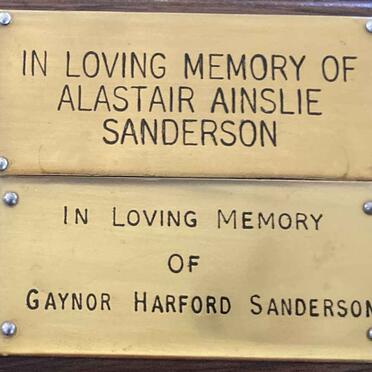 IN LOVING MEMORY OF
ALASTAIR AINSLIE
SANDERSON
IN LOVING MEMORY
OF
GAYNOR HARFORD SANDERSON